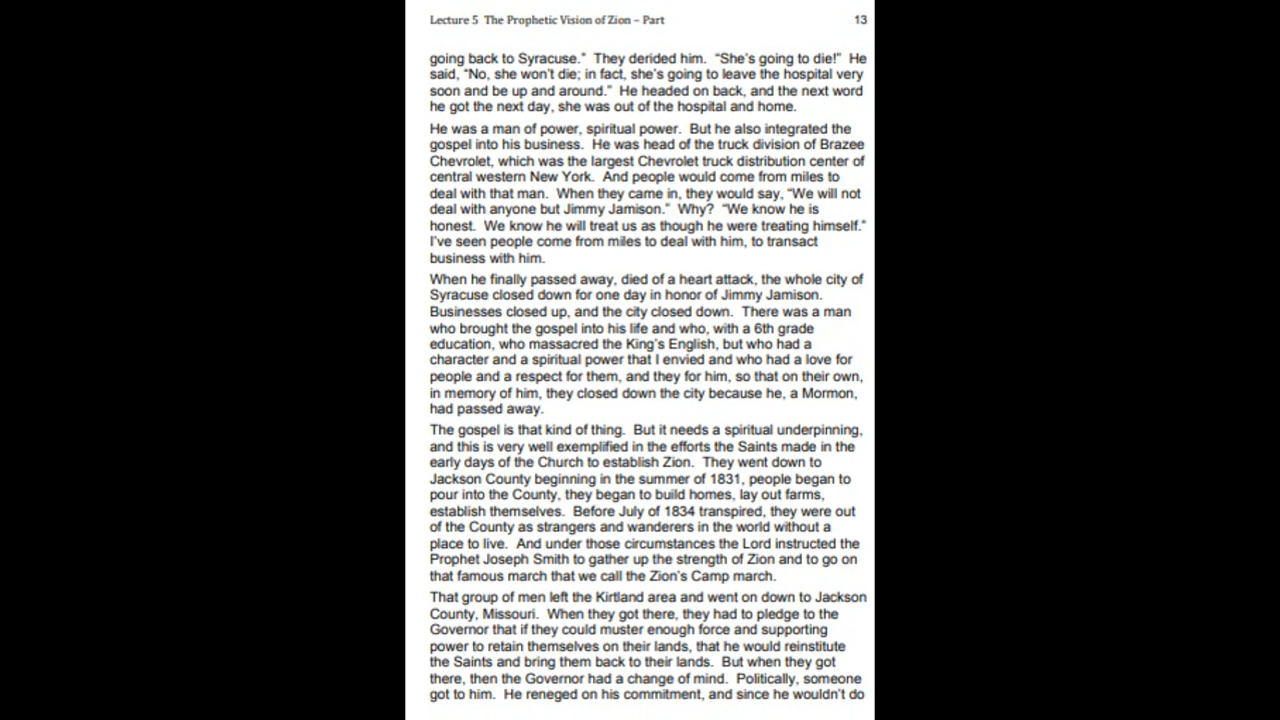 Lecture 5 The Prophetic Vision of Zion – Part 13
going back to Syracuse.” They derided him. “She’s going to die!” He
said, “No, she won’t die; in fact, she’s going to leave the hospital very
soon and be up and around.” He headed on back, and the next word
he got the next day, she was out of the hospital and home.
He was a man of power, spiritual power. But he also integrated the
gospel into his business. He was head of the truck division of Brazee
Chevrolet, which was the largest Chevrolet truck distribution center of
central western New York. And people would come from miles to
deal with that man. When they came in, they would say, “We will not
deal with anyone but Jimmy Jamison.” Why? “We know he is
honest. We know he will treat us as though he were treating himself.”
I’ve seen people come from miles to deal with him, to transact
business with him.
When he finally passed away, died of a heart attack, the whole city of
Syracuse closed down for one day in honor of Jimmy Jamison.
Businesses closed up, and the city closed down. There was a man
who brought the gospel into his life and who, with a 6th grade
education, who massacred the King’s English, but who had a
character and a spiritual power that I envied and who had a love for
people and a respect for them, and they for him, so that on their own,
in memory of him, they closed down the city because he, a Mormon,
had passed away.
The gospel is that kind of thing. But it needs a spiritual underpinning,
and this is very well exemplified in the efforts the Saints made in the
early days of the Church to establish Zion. They went down to
Jackson County beginning in the summer of 1831, people began to
pour into the County, they began to build homes, lay out farms,
establish themselves. Before July of 1834 transpired, they were out
of the County as strangers and wanderers in the world without a
place to live. And under those circumstances the Lord instructed the
Prophet Joseph Smith to gather up the strength of Zion and to go on
that famous march that we call the Zion’s Camp march.
That group of men left the Kirtland area and went on down to Jackson
County, Missouri. When they got there, they had to pledge to the
Governor that if they could muster enough force and supporting
power to retain themselves on their lands, that he would reinstitute
the Saints and bring them back to their lands. But when they got
there, then the Governor had a change of mind. Politically, someone
got to him. He reneged on his commitment, and since he wouldn’t do